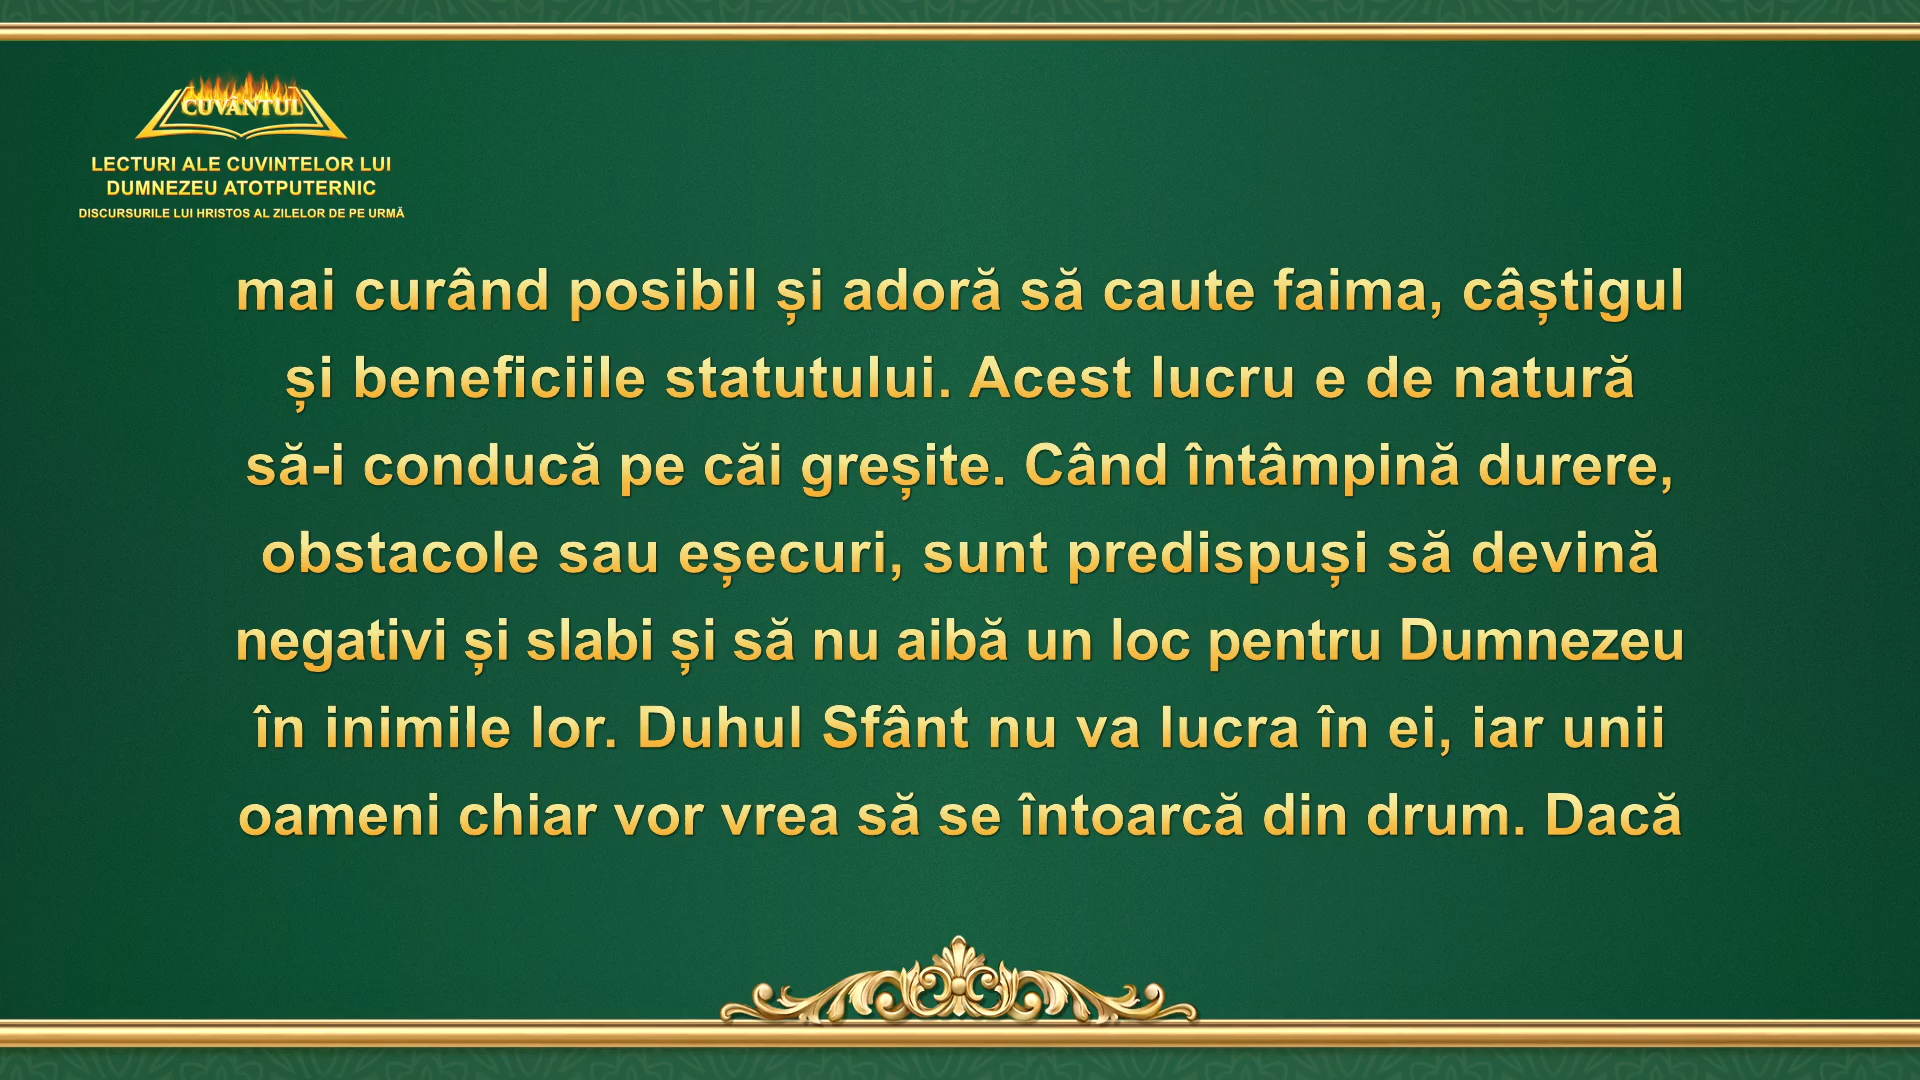 CUVÂNTUL
LECTURI ALE CUVINTELOR LUI
DUMNEZEU ATOTPUTERNIC
DISCURSURILE LUI HRISTOS AL ZILELOR DE PE URMĂ
mai curând posibil și adoră să caute faima, câștigul
și beneficiile statutului. Acest lucru e de natură
să-i conducă pe căi greșite. Când întâmpină durere,
obstacole sau eșecuri, sunt predispuși să devină
negativi și slabi și să nu aibă un loc pentru Dumnezeu
în inimile lor. Duhul Sfânt nu va lucra în ei, iar unii
oameni chiar vor vrea să se întoarcă din drum. Dacă